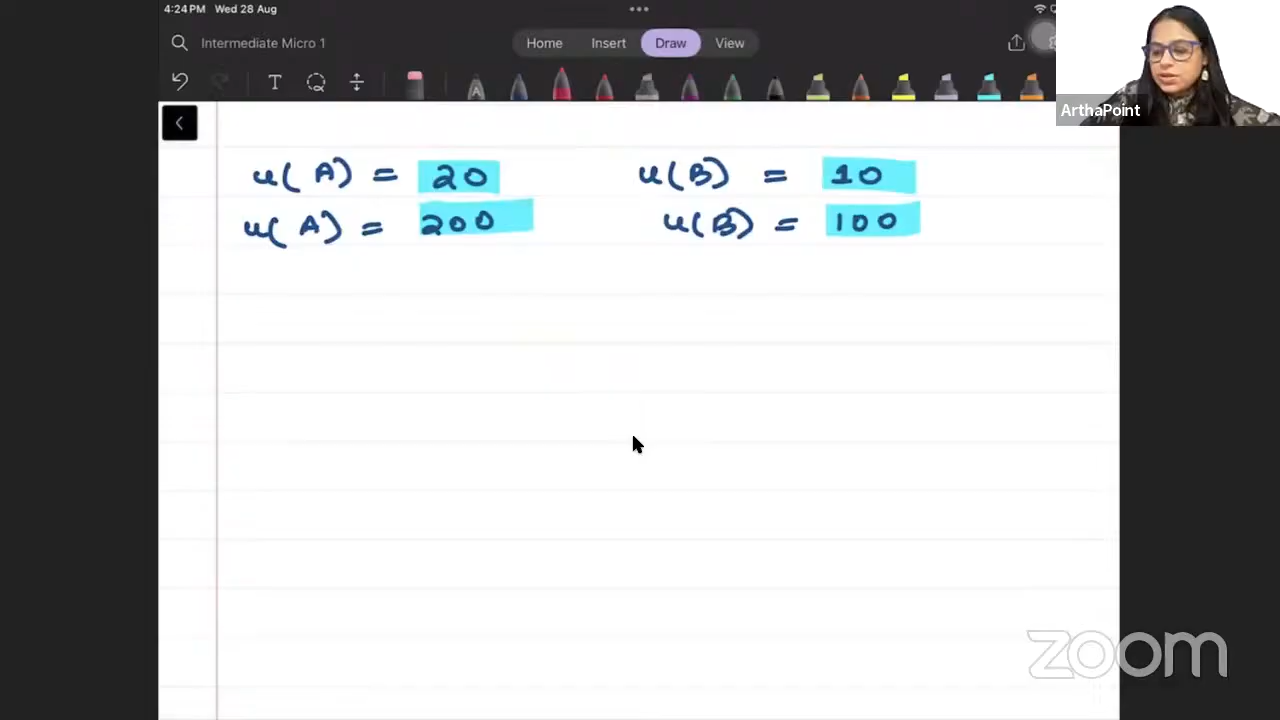 4:24 PM Wed 28 Aug
Intermediate Micro 1
Home Insert Draw View
T
A
ArthaPoint
u(A) = 20 u(B) = 10
u(A) = 200 u(B) = 100
zoom